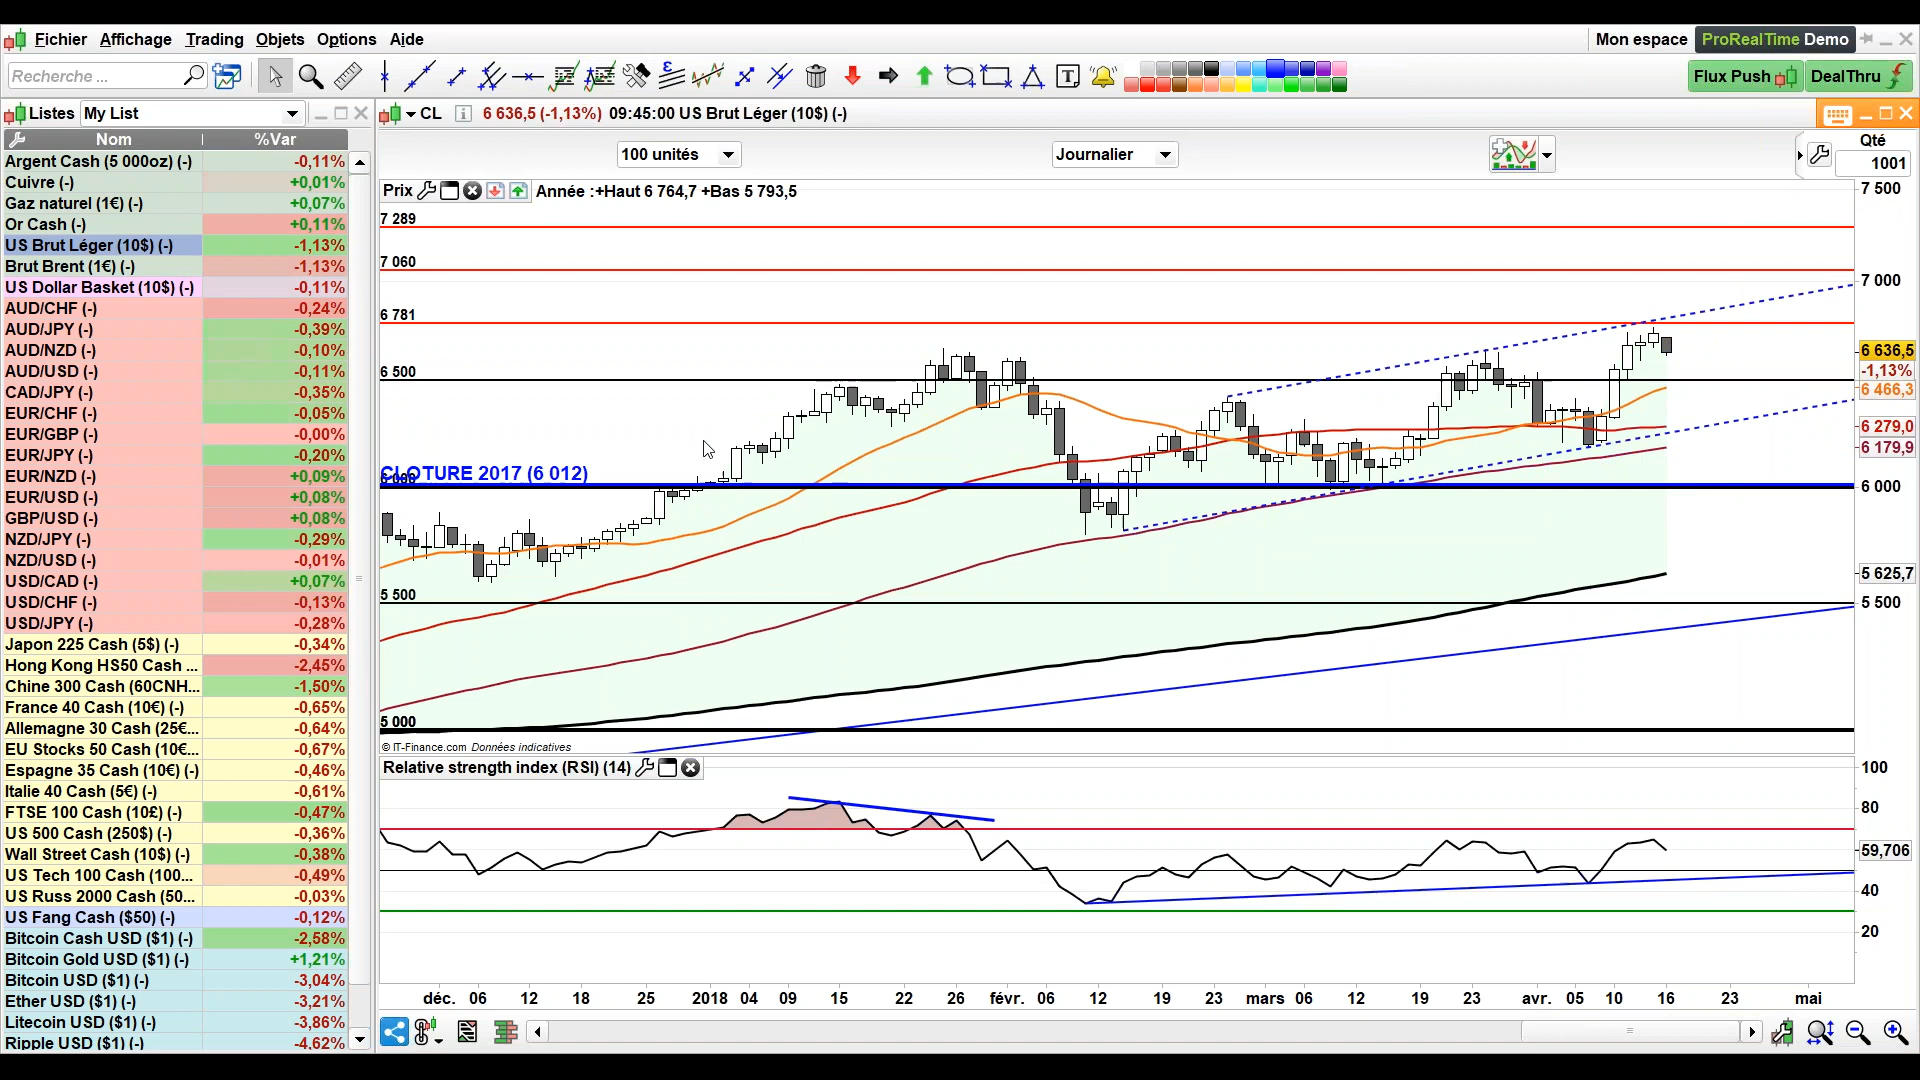 Fichier Affichage Trading Objets Options Aide
Mon espace ProRealTime Demo
Recherche ...
Flux Push DealThru
Listes My List
CL 6 636,5 (-1,13%) 09:45:00 US Brut Léger (10$) (-)
Nom %Var
100 unités
Journalier
Qté
1001
Argent Cash (5 000oz) (-) -0,11%
Cuivre (-) +0,01%
Gaz naturel (1€) (-) +0,07%
Or Cash (-) +0,11%
US Brut Léger (10$) (-) -1,13%
Brut Brent (1€) (-) -1,13%
US Dollar Basket (10$) (-) -0,11%
AUD/CHF (-) -0,24%
AUD/JPY (-) -0,39%
AUD/NZD (-) -0,10%
AUD/USD (-) -0,11%
CAD/JPY (-) -0,35%
EUR/CHF (-) -0,05%
EUR/GBP (-) -0,00%
EUR/JPY (-) -0,20%
EUR/NZD (-) +0,09%
EUR/USD (-) +0,08%
GBP/USD (-) +0,08%
NZD/JPY (-) -0,29%
NZD/USD (-) -0,01%
USD/CAD (-) +0,07%
USD/CHF (-) -0,13%
USD/JPY (-) -0,28%
Japon 225 Cash (5$) (-) -0,34%
Hong Kong HS50 Cash ... -2,45%
Chine 300 Cash (60CNH... -1,50%
France 40 Cash (10€) (-) -0,65%
Allemagne 30 Cash (25€... -0,64%
EU Stocks 50 Cash (10€... -0,67%
Espagne 35 Cash (10€) (-) -0,46%
Italie 40 Cash (5€) (-) -0,61%
FTSE 100 Cash (10£) (-) -0,47%
US 500 Cash (250$) (-) -0,36%
Wall Street Cash (10$) (-) -0,38%
US Tech 100 Cash (100... -0,49%
US Russ 2000 Cash (50... -0,03%
US Fang Cash ($50) (-) -0,12%
Bitcoin Cash USD ($1) (-) -2,58%
Bitcoin Gold USD ($1) (-) +1,21%
Bitcoin USD ($1) (-) -3,04%
Ether USD ($1) (-) -3,21%
Litecoin USD ($1) (-) -3,86%
Ripple USD ($1) (-) -4,62%
Prix Année :+Haut 6 764,7 +Bas 5 793,5
7 289
7 060
6 781
6 500
CLOTURE 2017 (6 012)
6 000
5 500
5 000
© IT-Finance.com Données indicatives
7 500
7 000
6 636,5
-1,13%
6 466,3
6 279,0
6 179,9
6 000
5 625,7
5 500
Relative strength index (RSI) (14)
100
80
59,706
40
20
déc. 06 12 18 25 2018 04 09 15 22 26 févr. 06 12 19 23 mars 06 12 19 23 avr. 05 10 16 23 mai